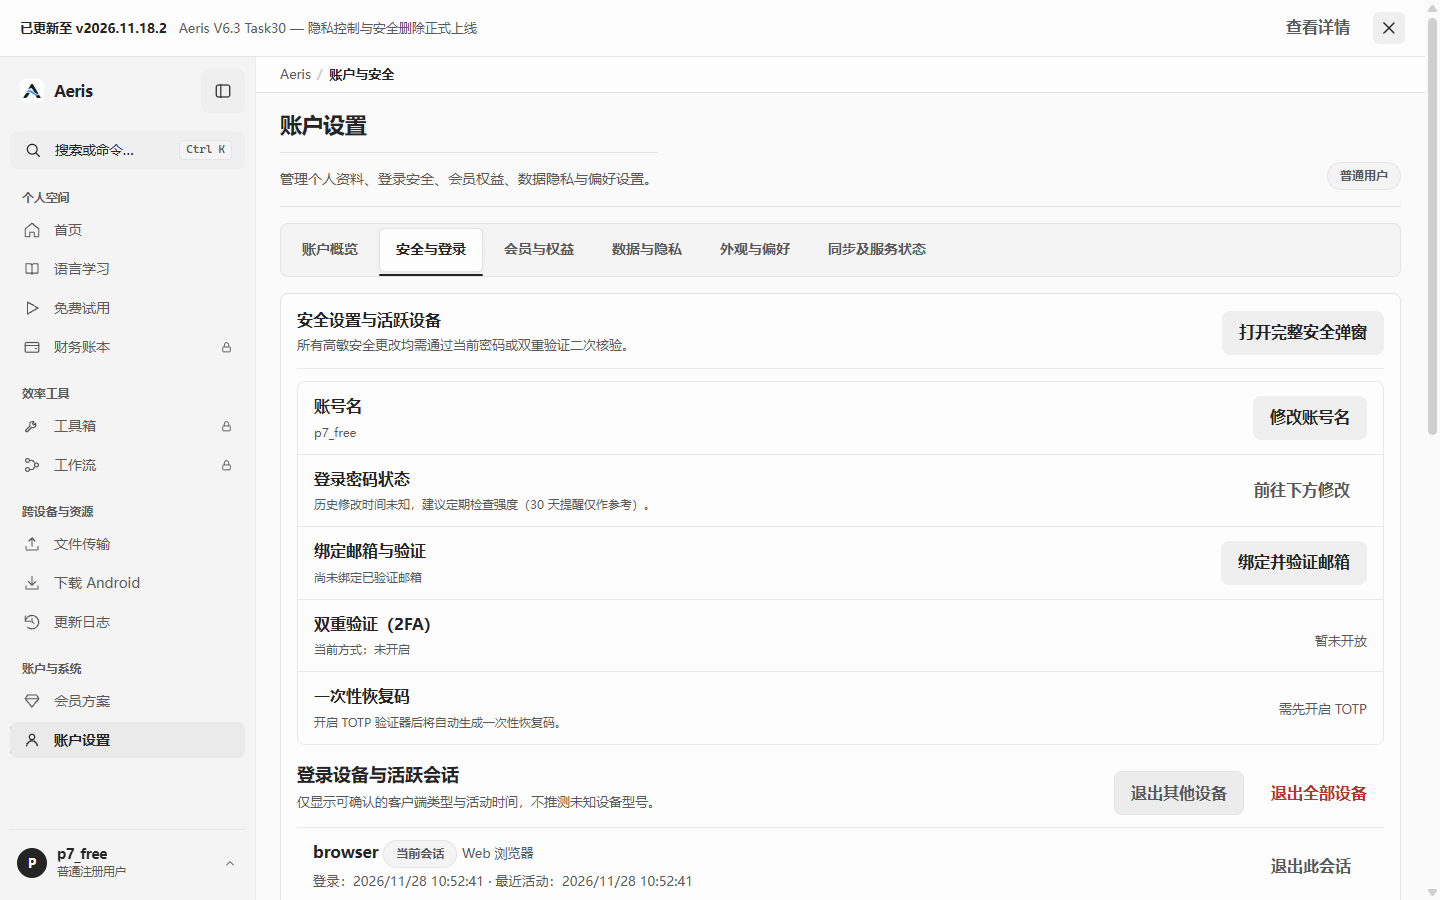 已更新至 v2026.11.18.2 Aeris V6.3 Task30 — 隐私控制与安全删除正式上线 查看详情
Aeris
搜索或命令... Ctrl K
个人空间
首页
语言学习
免费试用
财务账本
效率工具
工具箱
工作流
跨设备与资源
文件传输
下载 Android
更新日志
账户与系统
会员方案
账户设置
P p7_free
普通注册用户
Aeris / 账户与安全
账户设置
管理个人资料、登录安全、会员权益、数据隐私与偏好设置。 普通用户
账户概览 安全与登录 会员与权益 数据与隐私 外观与偏好 同步及服务状态
安全设置与活跃设备
所有高敏安全更改均需通过当前密码或双重验证二次核验。
打开完整安全弹窗
账号名
p7_free
修改账号名
登录密码状态
历史修改时间未知，建议定期检查强度（30 天提醒仅作参考）。
前往下方修改
绑定邮箱与验证
尚未绑定已验证邮箱
绑定并验证邮箱
双重验证（2FA）
当前方式：未开启
暂未开放
一次性恢复码
开启 TOTP 验证器后将自动生成一次性恢复码。
需先开启 TOTP
登录设备与活跃会话
仅显示可确认的客户端类型与活动时间，不推测未知设备型号。
退出其他设备 退出全部设备
browser 当前会话 Web 浏览器
登录：2026/11/28 10:52:41 · 最近活动：2026/11/28 10:52:41
退出此会话